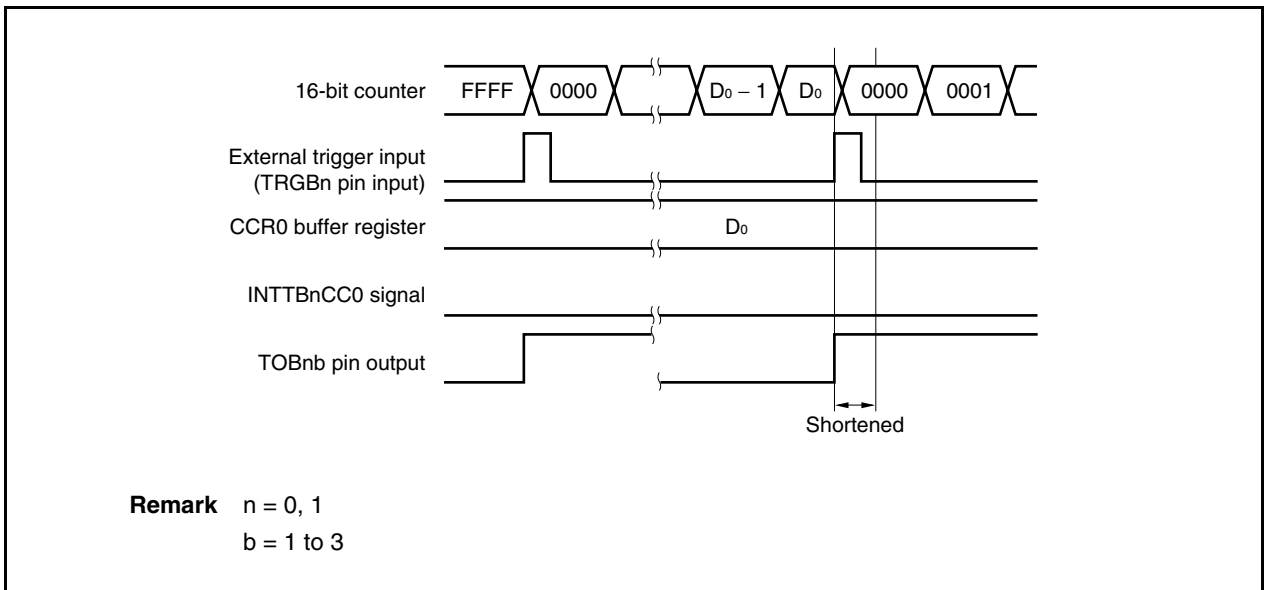 16-bit counter FFFF 0000 D₀ − 1 D₀ 0000 0001
External trigger input
(TRGBn pin input)
CCR0 buffer register D₀
INTTBnCC0 signal
TOBnb pin output
Shortened
Remark n = 0, 1
b = 1 to 3